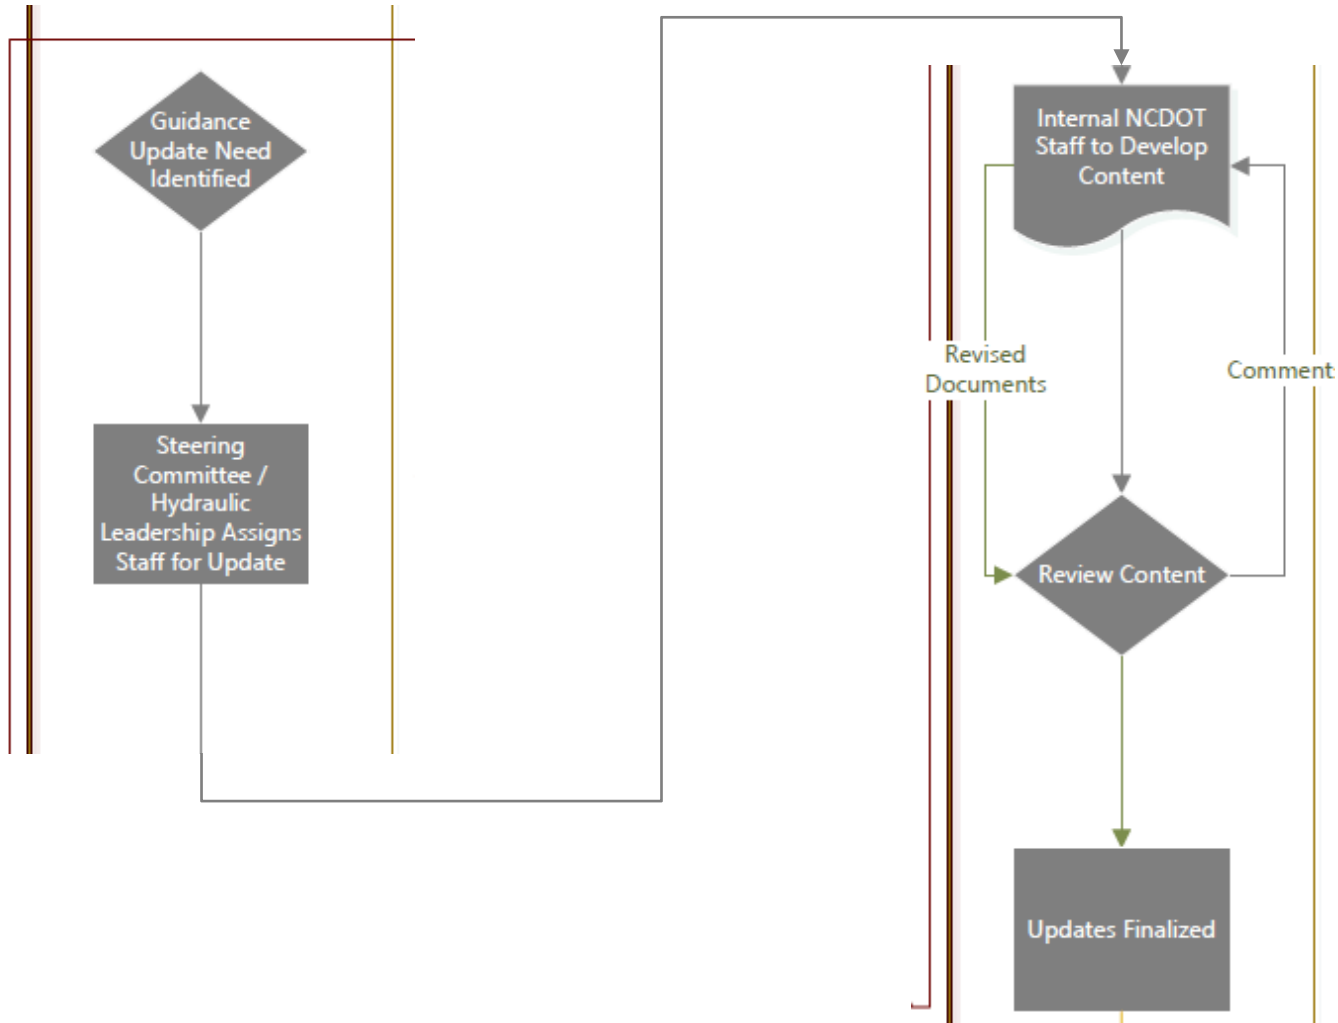 Guidance
Update Need
Identified
Steering
Committee /
Hydraulic
Leadership Assigns
Staff for Update
Internal NCDOT
Staff to Develop
Content
Revised
Documents
Comments
Review Content
Updates Finalized